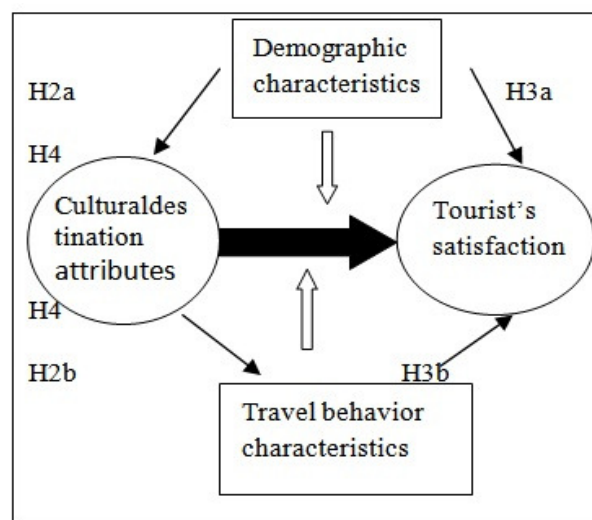 Demographic
characteristics
H2a
H3a
H4
Culturaldes
tination
attributes
Tourist's
satisfaction
H4
H2b
H3b
Travel behavior
characteristics